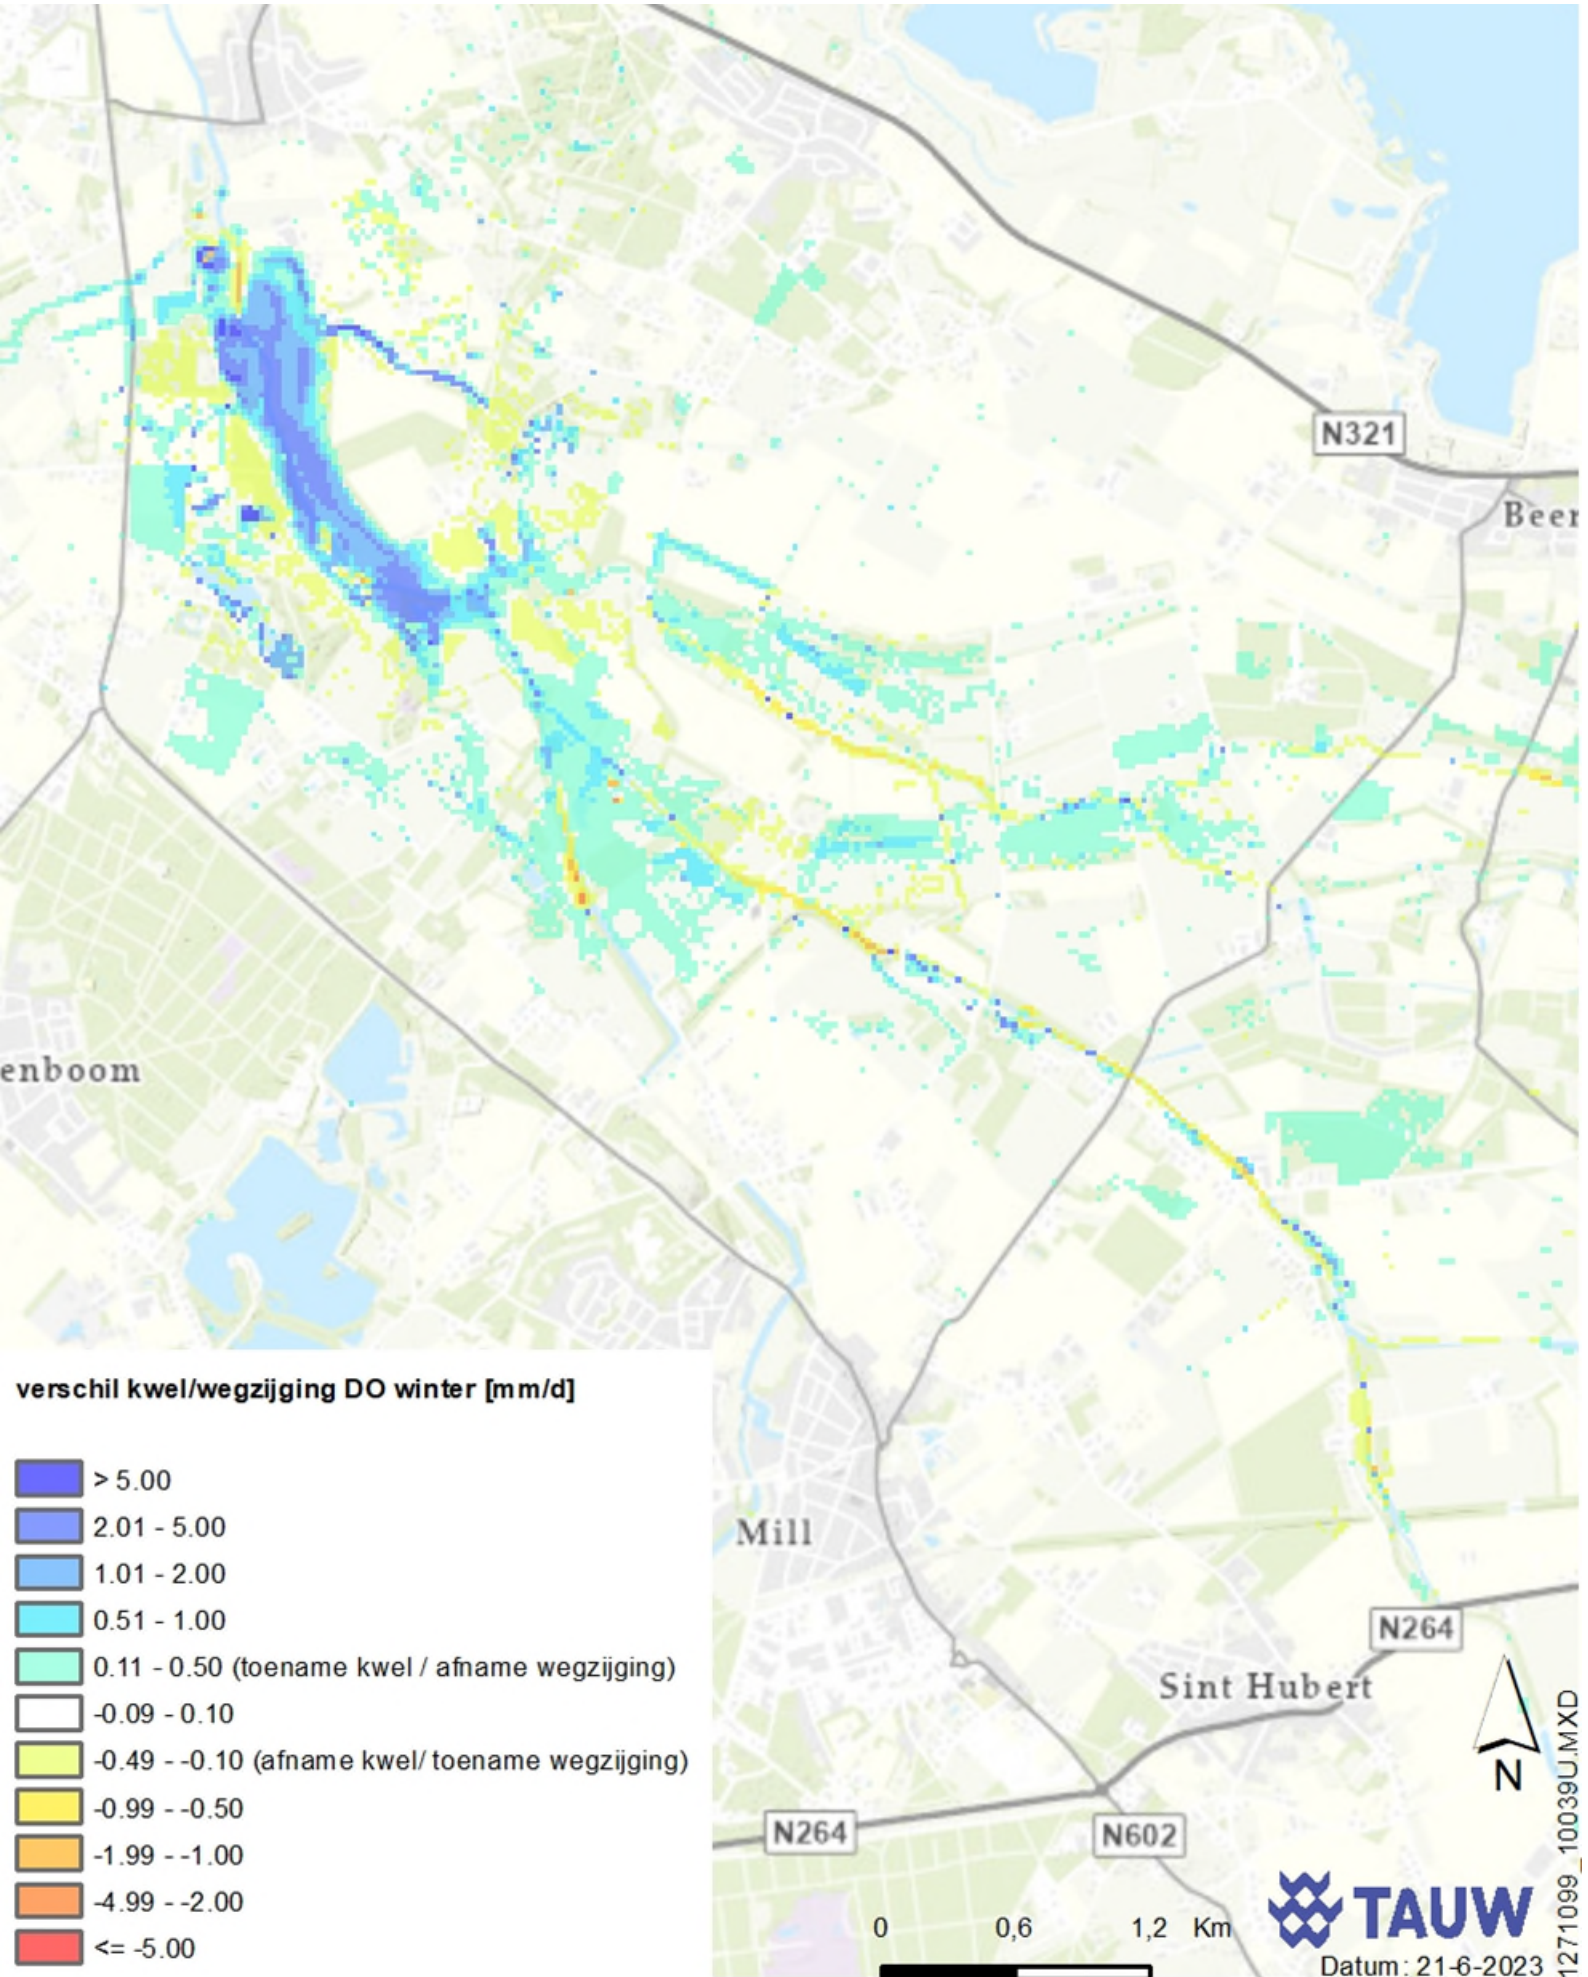 N321
Beer
enboom
verschil kwel/wegzijging DO winter [mm/d]
> 5.00
2.01 - 5.00
1.01 - 2.00
0.51 - 1.00
0.11 - 0.50 (toename kwel / afname wegzijging)
-0.09 - 0.10
-0.49 - -0.10 (afname kwel/ toename wegzijging)
-0.99 - -0.50
-1.99 - -1.00
-4.99 - -2.00
<= -5.00
Mill
N264
Sint Hubert
N264
N602
N
0 0,6 1,2 Km
TAUW
Datum: 21-6-2023
1271099_10039U.MXD